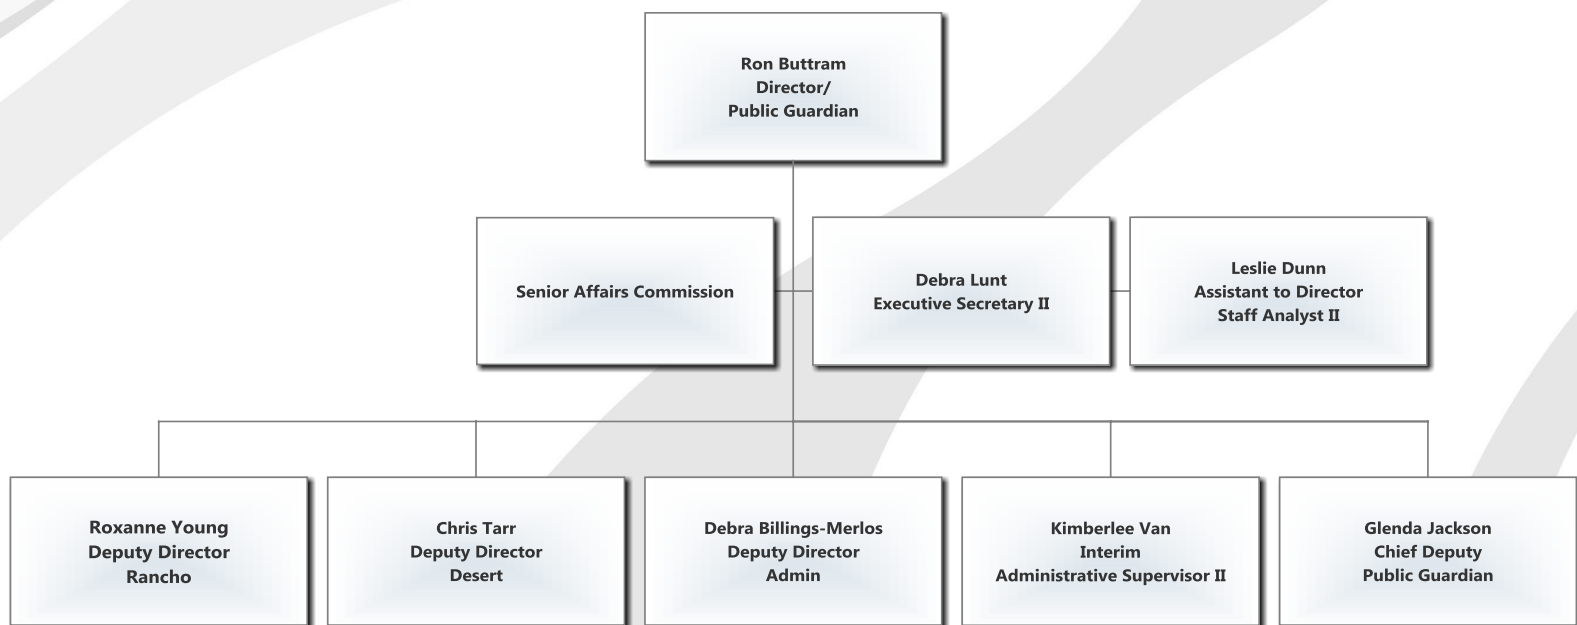 Ron Buttram
Director/
Public Guardian
Senior Affairs Commission
Debra Lunt
Executive Secretary II
Leslie Dunn
Assistant to Director
Staff Analyst II
Roxanne Young
Deputy Director
Rancho
Chris Tarr
Deputy Director
Desert
Debra Billings-Merlos
Deputy Director
Admin
Kimberlee Van
Interim
Administrative Supervisor II
Glenda Jackson
Chief Deputy
Public Guardian